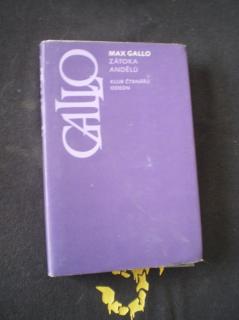 GALLO
MAX GALLO
ZÁTOKA
ANDĚLŮ
KLUB ČTENÁŘŮ
ODEON